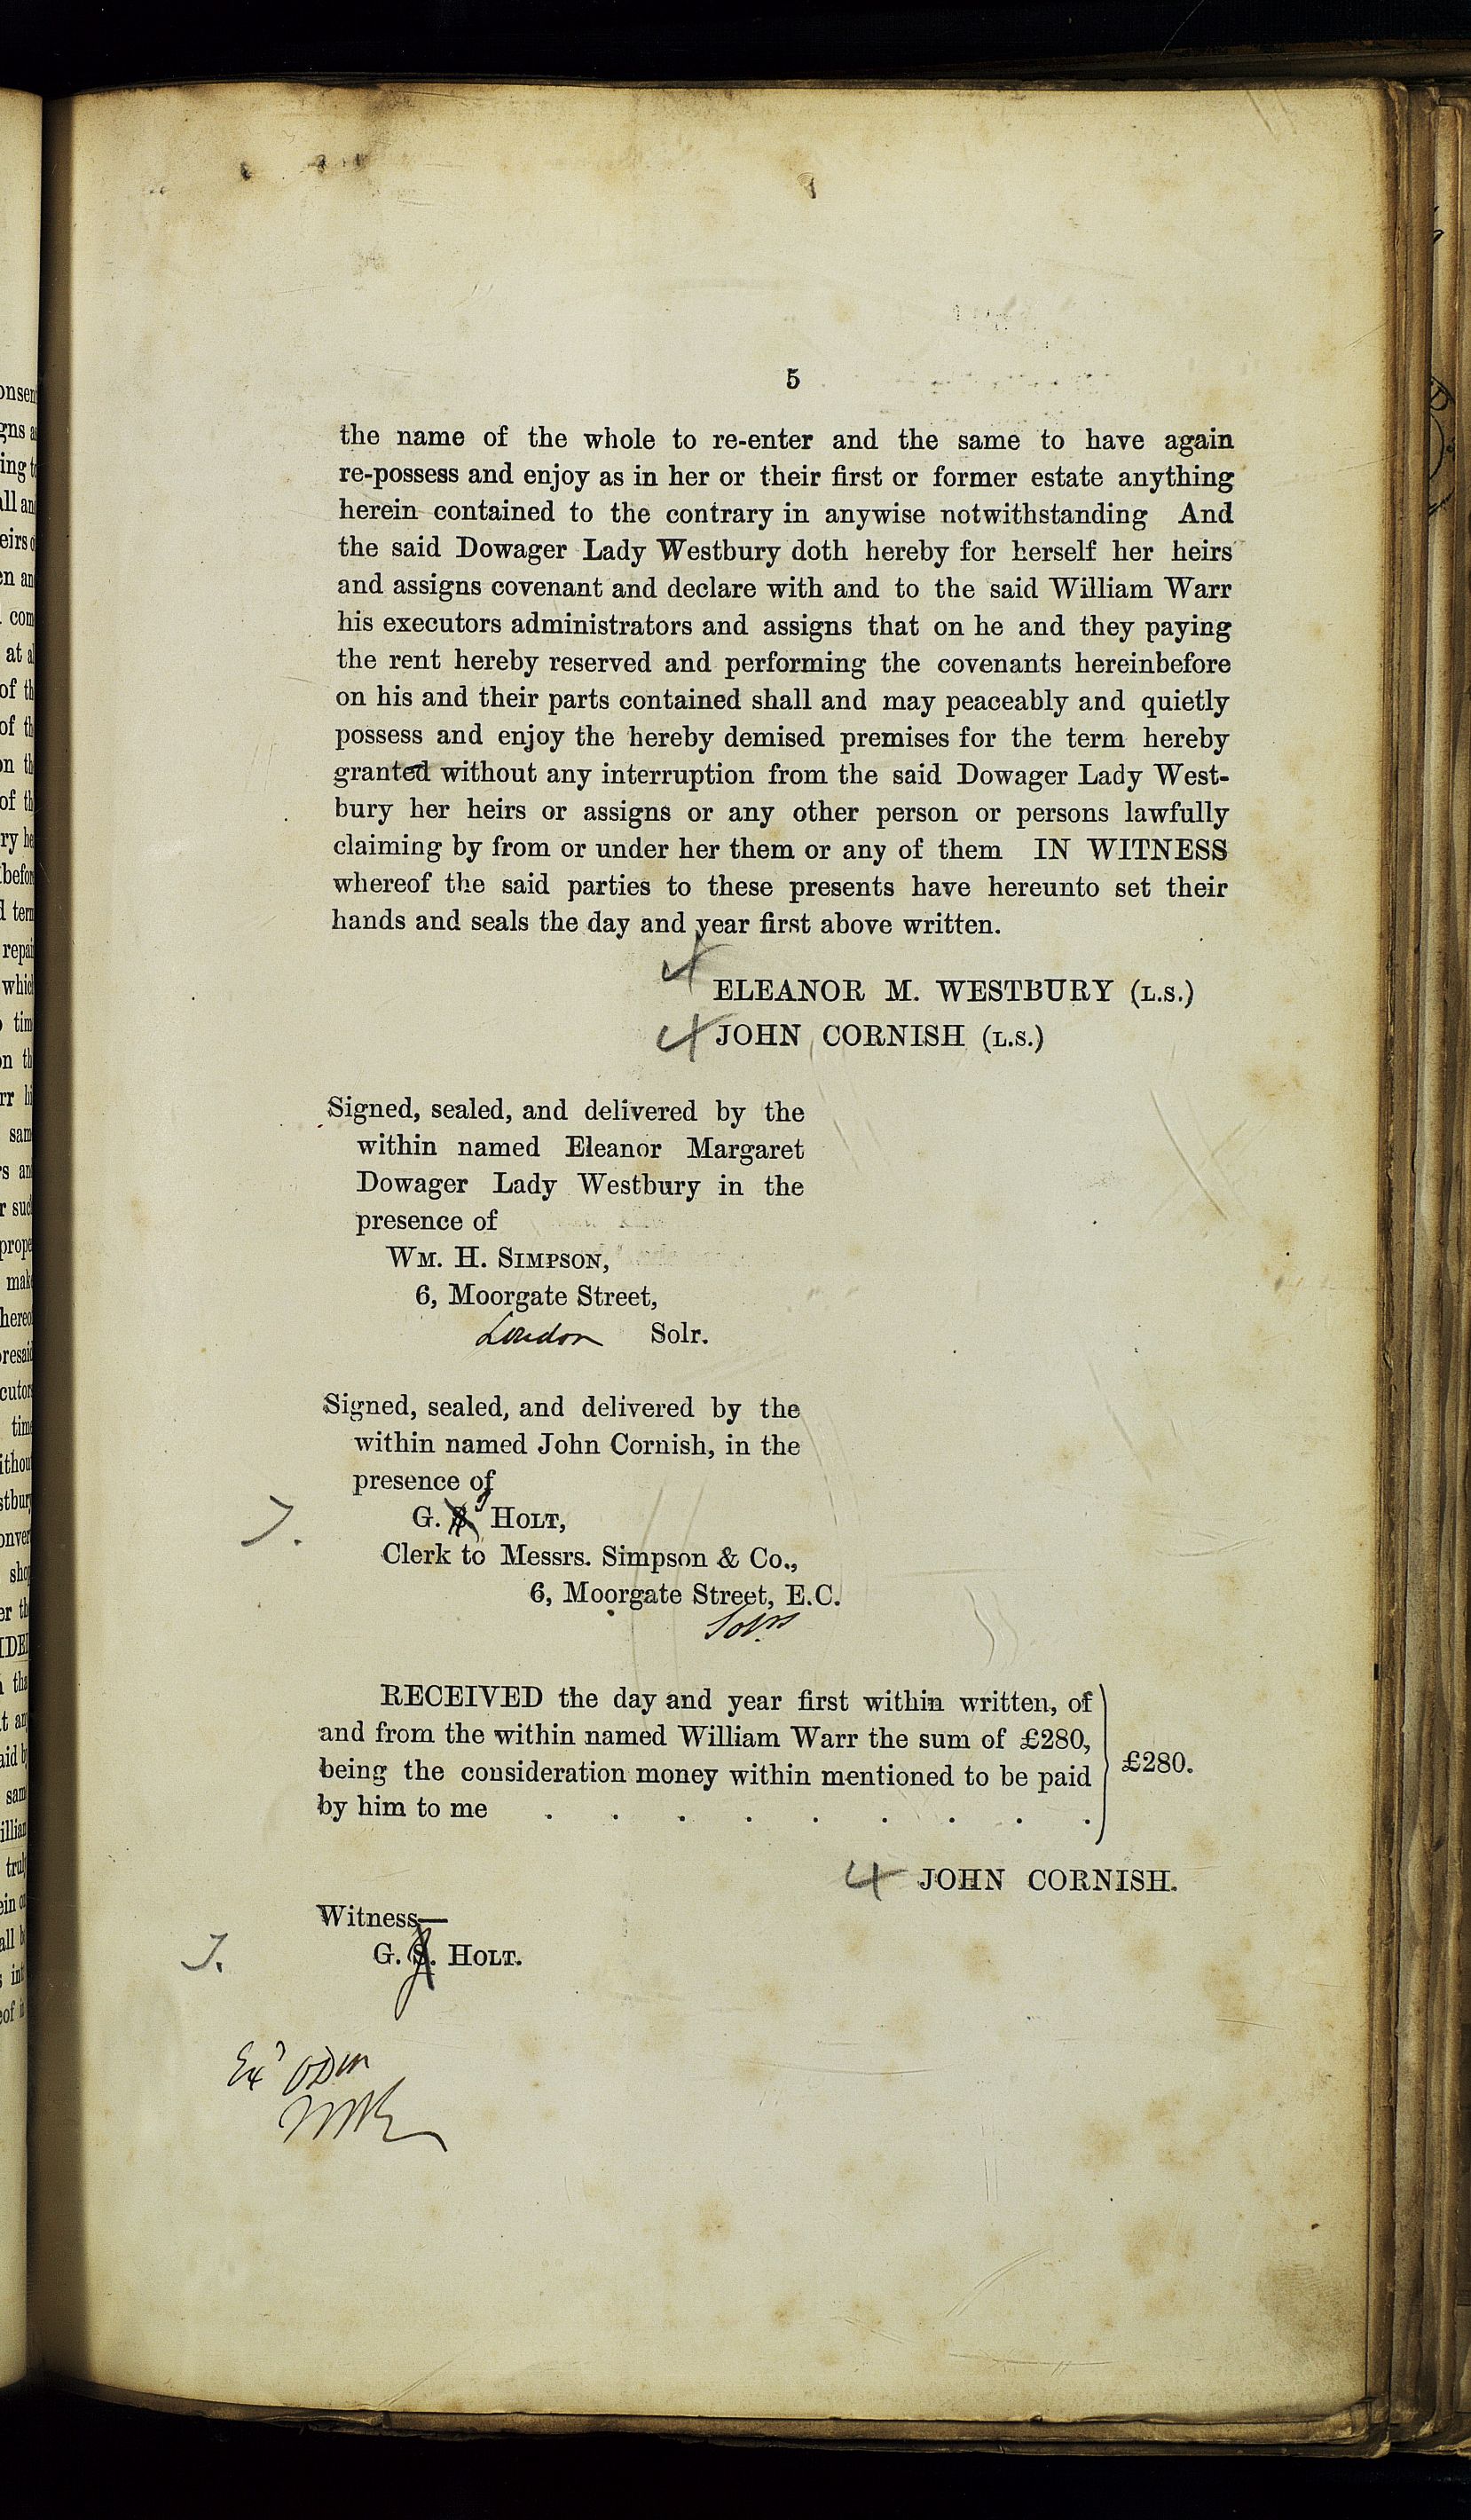 5
the name of the whole to re-enter and the same to have again
re-possess and enjoy as in her or their first or former estate anything
herein contained to the contrary in anywise notwithstanding And
the said Dowager Lady Westbury doth hereby for herself her heirs
and assigns covenant and declare with and to the said William Warr
his executors administrators and assigns that on he and they paying
the rent hereby reserved and performing the covenants hereinbefore
on his and their parts contained shall and may peaceably and quietly
possess and enjoy the hereby demised premises for the term hereby
granted without any interruption from the said Dowager Lady West-
bury her heirs or assigns or any other person or persons lawfully
claiming by from or under her them or any of them IN WITNESS
whereof the said parties to these presents have hereunto set their
hands and seals the day and year first above written.
ELEANOR M. WESTBURY (L.S.)
JOHN CORNISH (L.S.)
Signed, sealed, and delivered by the
within named Eleanor Margaret
Dowager Lady Westbury in the
presence of
WM. H. SIMPSON,
6, Moorgate Street,
London Solr.
Signed, sealed, and delivered by the
within named John Cornish, in the
presence of
J. G. S. J HOLT,
Clerk to Messrs. Simpson & Co.,
6, Moorgate Street, E.C.
Solrs
RECEIVED the day and year first within written, of
and from the within named William Warr the sum of £280,
being the consideration money within mentioned to be paid
by him to me . . . . . . . . .
£280.
JOHN CORNISH.
Witness—
J. G. S. HOLT.
Exd